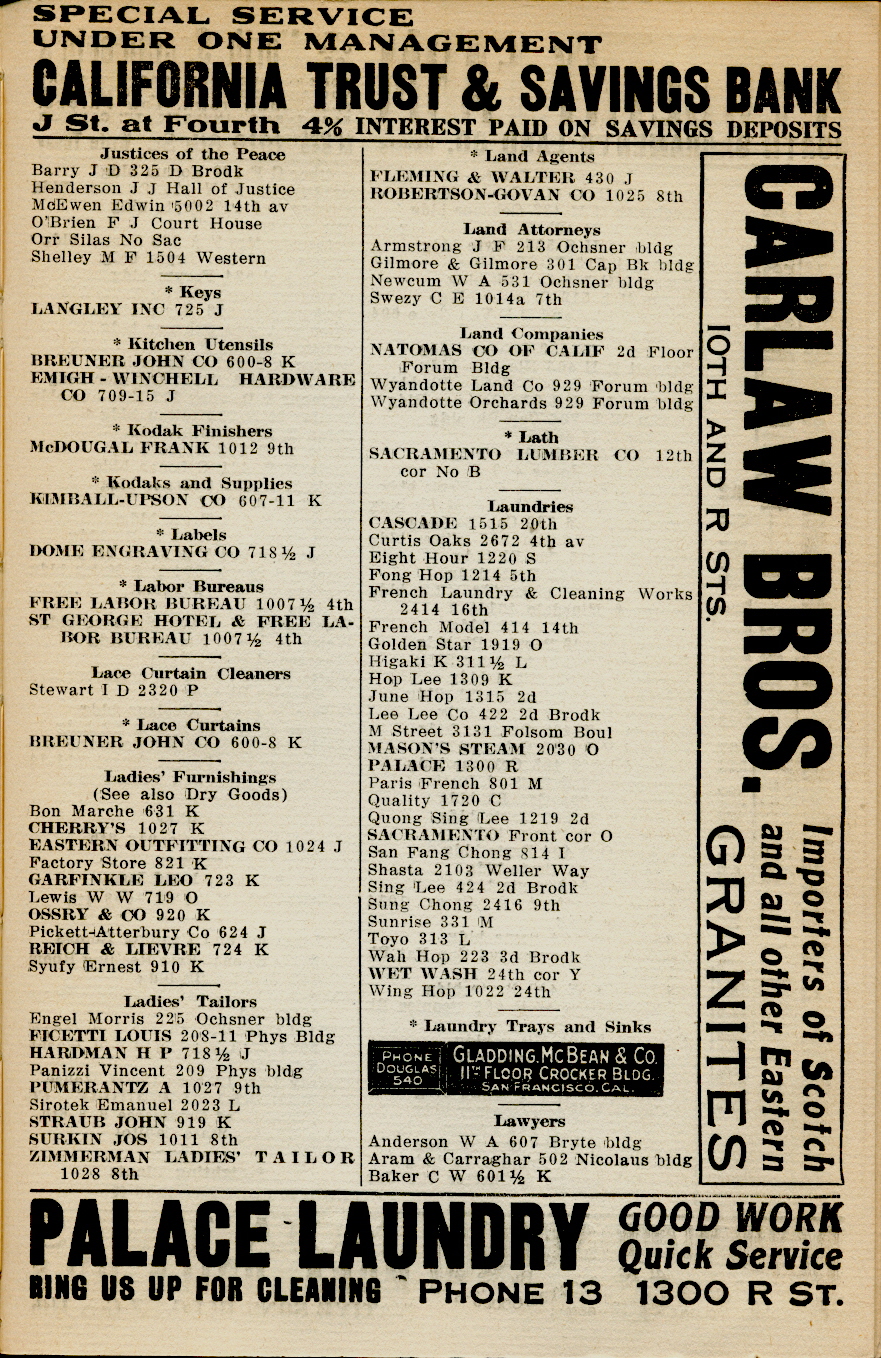 SPECIAL SERVICE
UNDER ONE MANAGEMENT
CALIFORNIA TRUST & SAVINGS BANK
J St. at Fourth 4% INTEREST PAID ON SAVINGS DEPOSITS
Justices of the Peace
Barry J D 325 D Brodk
Henderson J J Hall of Justice
McEwen Edwin 5002 14th av
O'Brien F J Court House
Orr Silas No Sac
Shelley M F 1504 Western
* Keys
LANGLEY INC 725 J
* Kitchen Utensils
BREUNER JOHN CO 600-8 K
EMIGH - WINCHELL HARDWARE
CO 709-15 J
* Kodak Finishers
McDOUGAL FRANK 1012 9th
* Kodaks and Supplies
KIMBALL-UPSON CO 607-11 K
* Labels
DOME ENGRAVING CO 718½ J
* Labor Bureaus
FREE LABOR BUREAU 1007½ 4th
ST GEORGE HOTEL & FREE LA-
BOR BUREAU 1007½ 4th
Lace Curtain Cleaners
Stewart I D 2320 P
* Lace Curtains
BREUNER JOHN CO 600-8 K
Ladies' Furnishings
(See also Dry Goods)
Bon Marche 631 K
CHERRY'S 1027 K
EASTERN OUTFITTING CO 1024 J
Factory Store 821 K
GARFINKLE LEO 723 K
Lewis W W 719 O
OSSRY & CO 920 K
Pickett-Atterbury Co 624 J
REICH & LIEVRE 724 K
Syufy Ernest 910 K
Ladies' Tailors
Engel Morris 225 Ochsner bldg
FICETTI LOUIS 208-11 Phys Bldg
HARDMAN H P 718½ J
Panizzi Vincent 209 Phys bldg
PUMERANTZ A 1027 9th
Sirotek Emanuel 2023 L
STRAUB JOHN 919 K
SURKIN JOS 1011 8th
ZIMMERMAN LADIES' TAILOR
1028 8th
* Land Agents
FLEMING & WALTER 430 J
ROBERTSON-GOVAN CO 1025 8th
Land Attorneys
Armstrong J F 213 Ochsner bldg
Gilmore & Gilmore 301 Cap Bk bldg
Newcum W A 531 Ochsner bldg
Swezy C E 1014a 7th
Land Companies
NATOMAS CO OF CALIF 2d Floor
Forum Bldg
Wyandotte Land Co 929 Forum bldg
Wyandotte Orchards 929 Forum bldg
* Lath
SACRAMENTO LUMBER CO 12th
cor No B
Laundries
CASCADE 1515 20th
Curtis Oaks 2672 4th av
Eight Hour 1220 S
Fong Hop 1214 5th
French Laundry & Cleaning Works
2414 16th
French Model 414 14th
Golden Star 1919 O
Higaki K 311½ L
Hop Lee 1309 K
June Hop 1315 2d
Lee Lee Co 422 2d Brodk
M Street 3131 Folsom Boul
MASON'S STEAM 2030 O
PALACE 1300 R
Paris French 801 M
Quality 1720 C
Quong Sing Lee 1219 2d
SACRAMENTO Front cor O
San Fang Chong 814 I
Shasta 2103 Weller Way
Sing Lee 424 2d Brodk
Sung Chong 2416 9th
Sunrise 331 M
Toyo 313 L
Wah Hop 223 3d Brodk
WET WASH 24th cor Y
Wing Hop 1022 24th
* Laundry Trays and Sinks
PHONE DOUGLAS 540
GLADDING, McBEAN & CO.
11TH FLOOR CROCKER BLDG.
SAN FRANCISCO, CAL.
Lawyers
Anderson W A 607 Bryte bldg
Aram & Carraghar 502 Nicolaus bldg
Baker C W 601½ K
CARLAW BROS.
10TH AND R STS.
Importers of Scotch
and all other Eastern
GRANITES
PALACE LAUNDRY
GOOD WORK
Quick Service
RING US UP FOR CLEANING PHONE 13 1300 R ST.